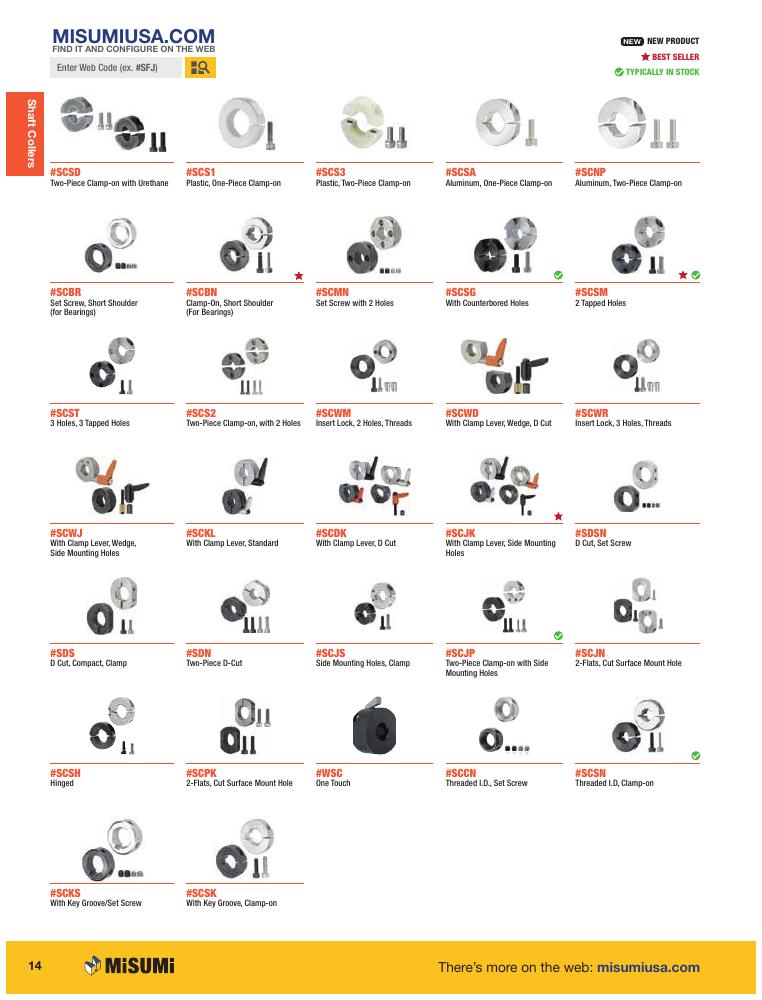 MISUMIUSA.COM
FIND IT AND CONFIGURE ON THE WEB
Enter Web Code (ex. #SFJ)
NEW NEW PRODUCT
BEST SELLER
TYPICALLY IN STOCK
Shaft Collers
#SCSD
Two-Piece Clamp-on with Urethane
#SCS1
Plastic, One-Piece Clamp-on
#SCS3
Plastic, Two-Piece Clamp-on
#SCSA
Aluminum, One-Piece Clamp-on
#SCNP
Aluminum, Two-Piece Clamp-on
#SCBR
Set Screw, Short Shoulder
(for Bearings)
#SCBN
Clamp-On, Short Shoulder
(For Bearings)
#SCMN
Set Screw with 2 Holes
#SCSG
With Counterbored Holes
#SCSM
2 Tapped Holes
#SCST
3 Holes, 3 Tapped Holes
#SCS2
Two-Piece Clamp-on, with 2 Holes
#SCWM
Insert Lock, 2 Holes, Threads
#SCWD
With Clamp Lever, Wedge, D Cut
#SCWR
Insert Lock, 3 Holes, Threads
#SCWJ
With Clamp Lever, Wedge,
Side Mounting Holes
#SCKL
With Clamp Lever, Standard
#SCDK
With Clamp Lever, D Cut
#SCJK
With Clamp Lever, Side Mounting
Holes
#SDSN
D Cut, Set Screw
#SDS
D Cut, Compact, Clamp
#SDN
Two-Piece D-Cut
#SCJS
Side Mounting Holes, Clamp
#SCJP
Two-Piece Clamp-on with Side
Mounting Holes
#SCJN
2-Flats, Cut Surface Mount Hole
#SCSH
Hinged
#SCPK
2-Flats, Cut Surface Mount Hole
#WSC
One Touch
#SCCN
Threaded I.D., Set Screw
#SCSN
Threaded I.D, Clamp-on
#SCKS
With Key Groove/Set Screw
#SCSK
With Key Groove, Clamp-on
14
MiSUMi
There's more on the web: misumiusa.com